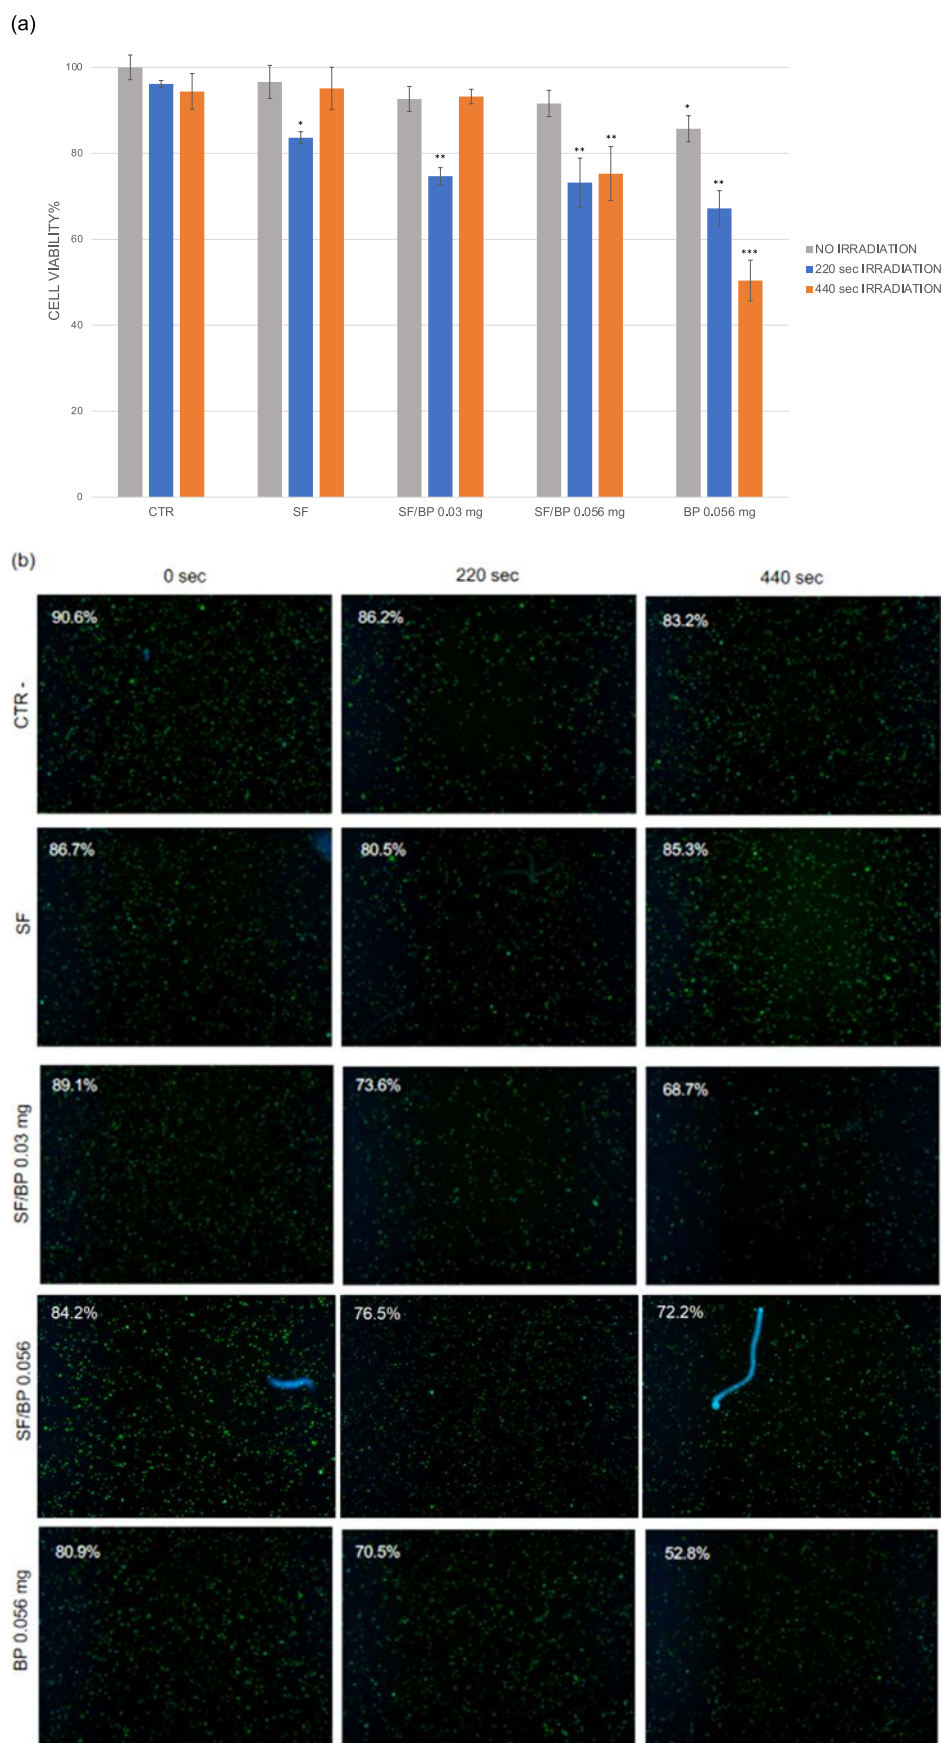 (a)
100
80
60
40
20
0
CELL VIABILITY%
*
**
**
**
*
**
***
NO IRRADIATION
220 sec IRRADIATION
440 sec IRRADIATION
CTR
SF
SF/BP 0.03 mg
SF/BP 0.056 mg
BP 0.056 mg
(b)
0 sec
220 sec
440 sec
CTR -
90.6%
86.2%
83.2%
SF
86.7%
80.5%
85.3%
SF/BP 0.03 mg
89.1%
73.6%
68.7%
SF/BP 0.056
84.2%
76.5%
72.2%
BP 0.056 mg
80.9%
70.5%
52.8%